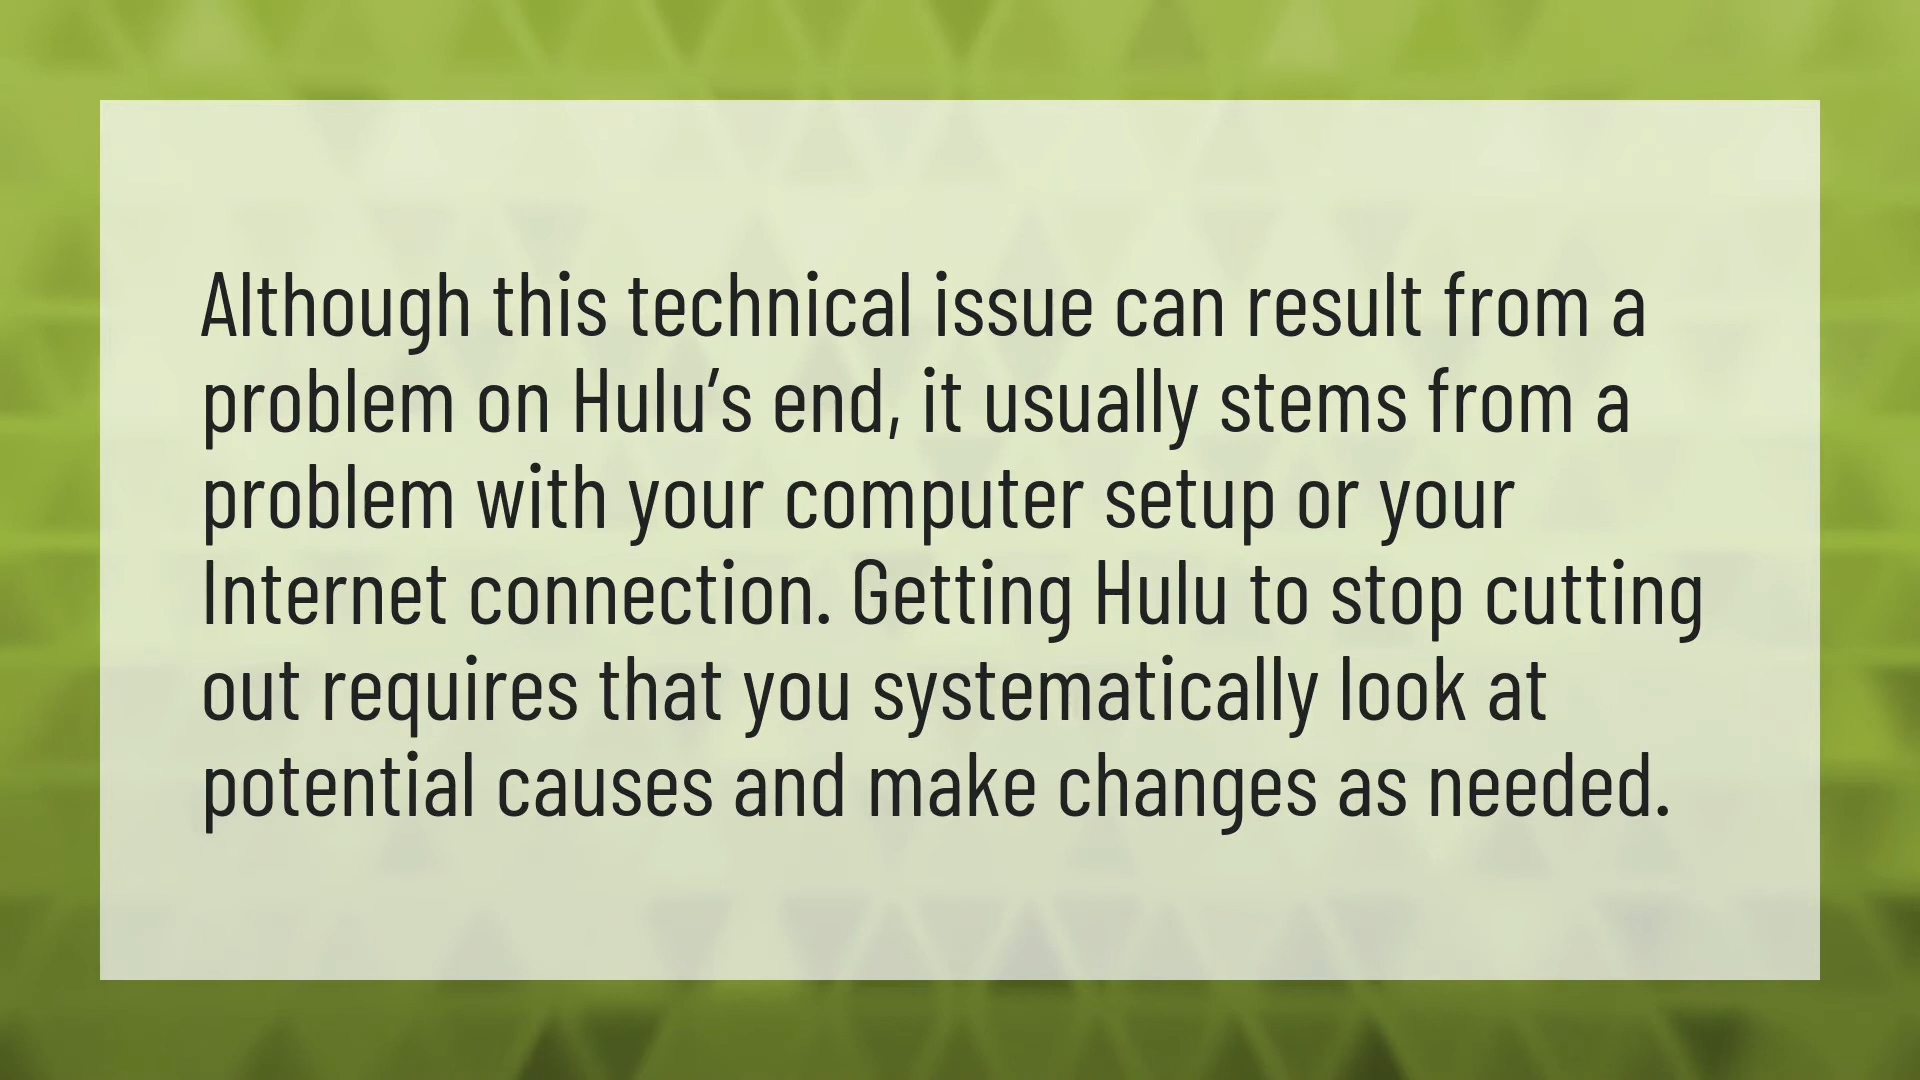 Although this technical issue can result from a
problem on Hulu’s end, it usually stems from a
problem with your computer setup or your
Internet connection. Getting Hulu to stop cutting
out requires that you systematically look at
potential causes and make changes as needed.